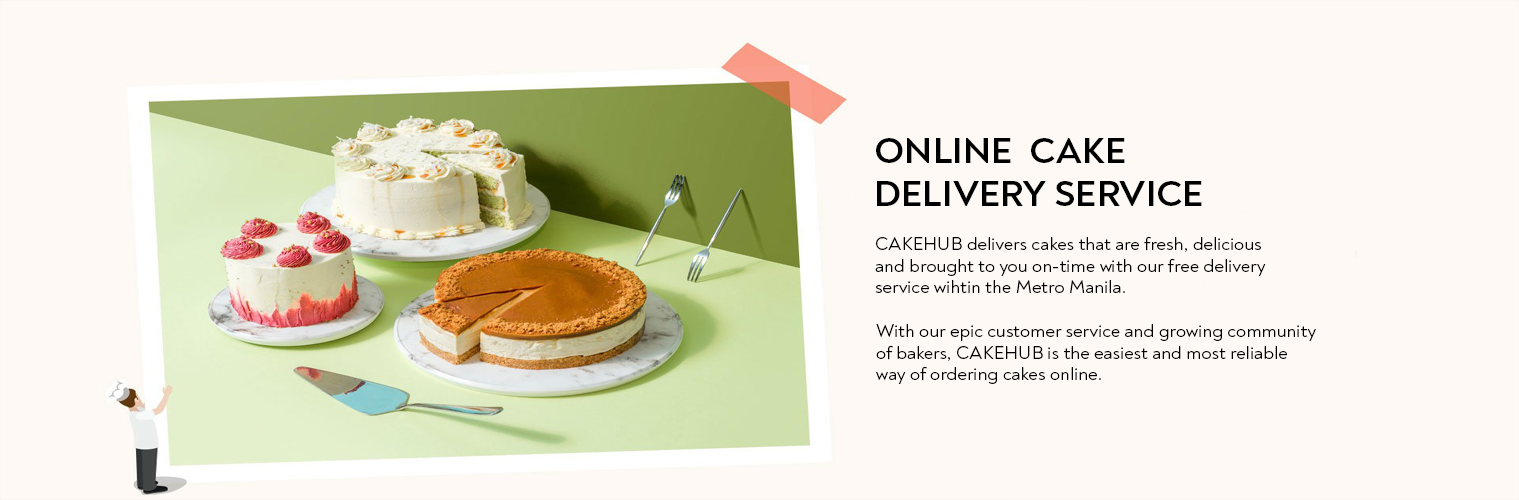 ONLINE CAKE
DELIVERY SERVICE
CAKEHUB delivers cakes that are fresh, delicious
and brought to you on-time with our free delivery
service wihtin the Metro Manila.
With our epic customer service and growing community
of bakers, CAKEHUB is the easiest and most reliable
way of ordering cakes online.